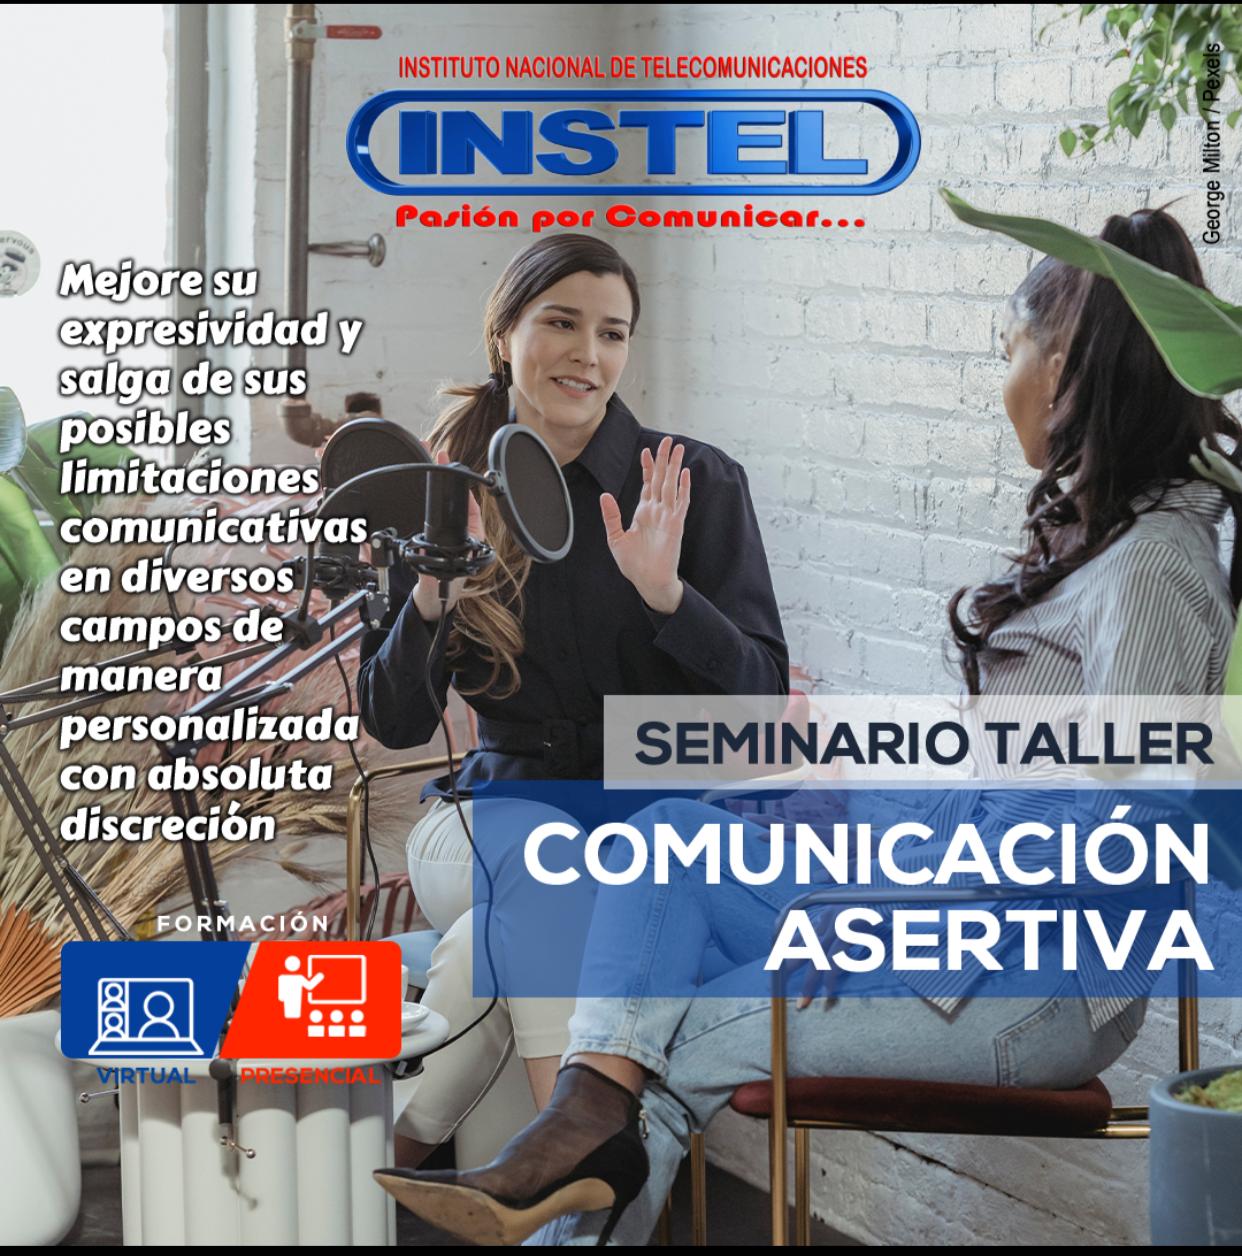 INSTITUTO NACIONAL DE TELECOMUNICACIONES
INSTEL
Pasión por Comunicar...
George Milton / Pexels
Mejore su
expresividad y
salga de sus
posibles
limitaciones
comunicativas
en diversos
campos de
manera
personalizada
con absoluta
discreción
SEMINARIO TALLER
COMUNICACIÓN
ASERTIVA
FORMACIÓN
VIRTUAL
PRESENCIAL